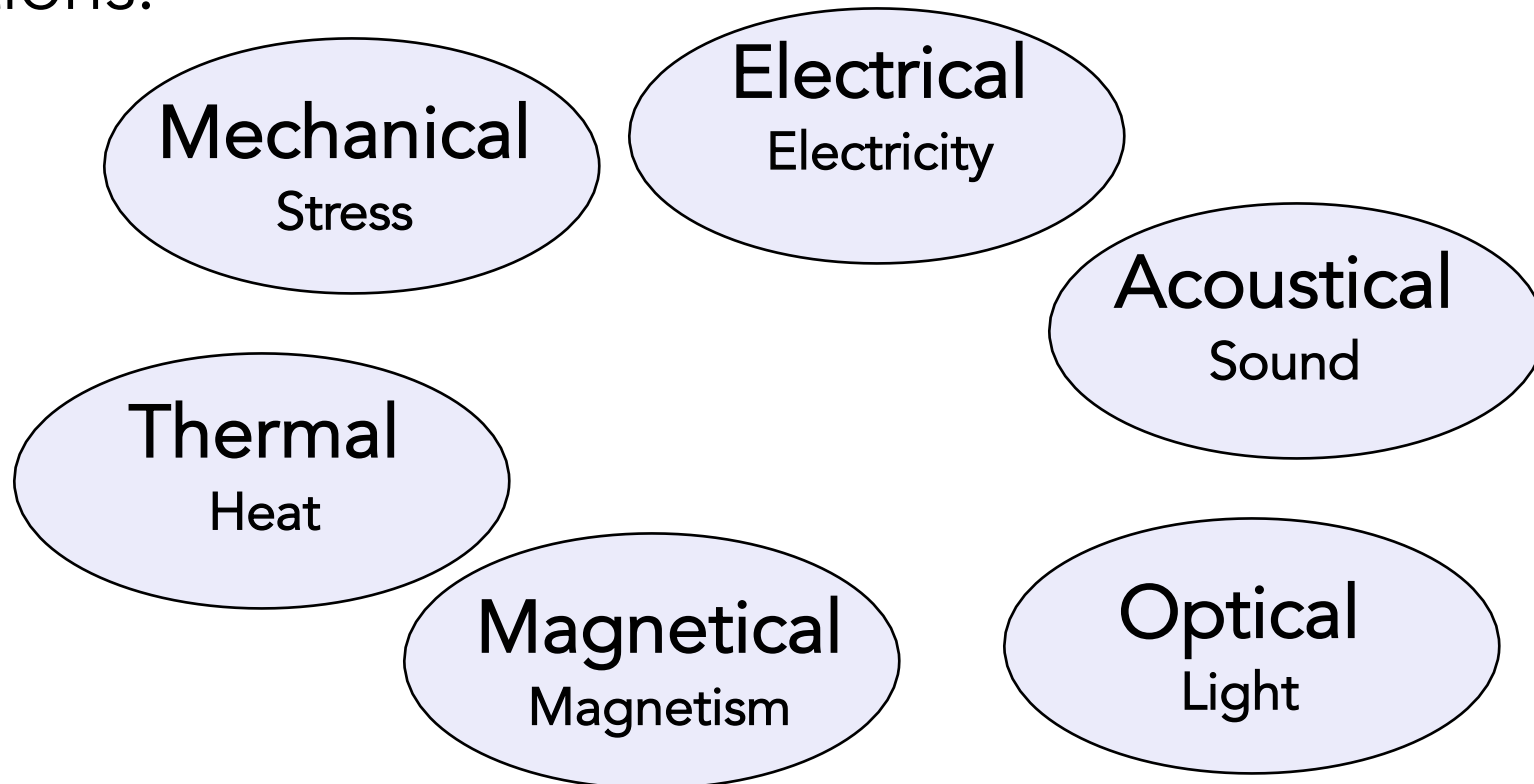 Mechanical
Stress
Electrical
Electricity
Acoustical
Sound
Thermal
Heat
Magnetical
Magnetism
Optical
Light